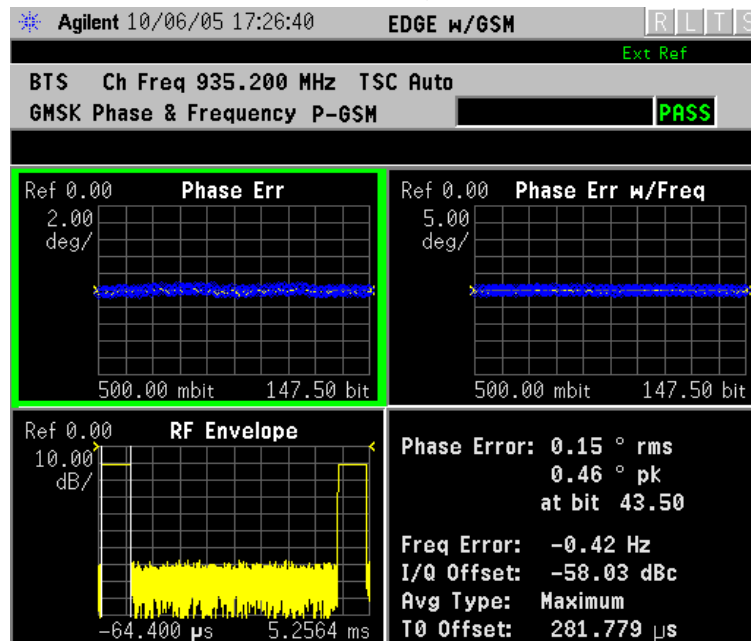 Agilent 10/06/05 17:26:40 EDGE w/GSM R L T S
Ext Ref
BTS Ch Freq 935.200 MHz TSC Auto
GMSK Phase & Frequency P-GSM PASS
Ref 0.00 Phase Err
2.00
deg/
500.00 mbit 147.50 bit
Ref 0.00 Phase Err w/Freq
5.00
deg/
500.00 mbit 147.50 bit
Ref 0.00 RF Envelope
10.00
dB/
-64.400 µs 5.2564 ms
Phase Error: 0.15 ° rms
0.46 ° pk
at bit 43.50
Freq Error: -0.42 Hz
I/Q Offset: -58.03 dBc
Avg Type: Maximum
T0 Offset: 281.779 µs